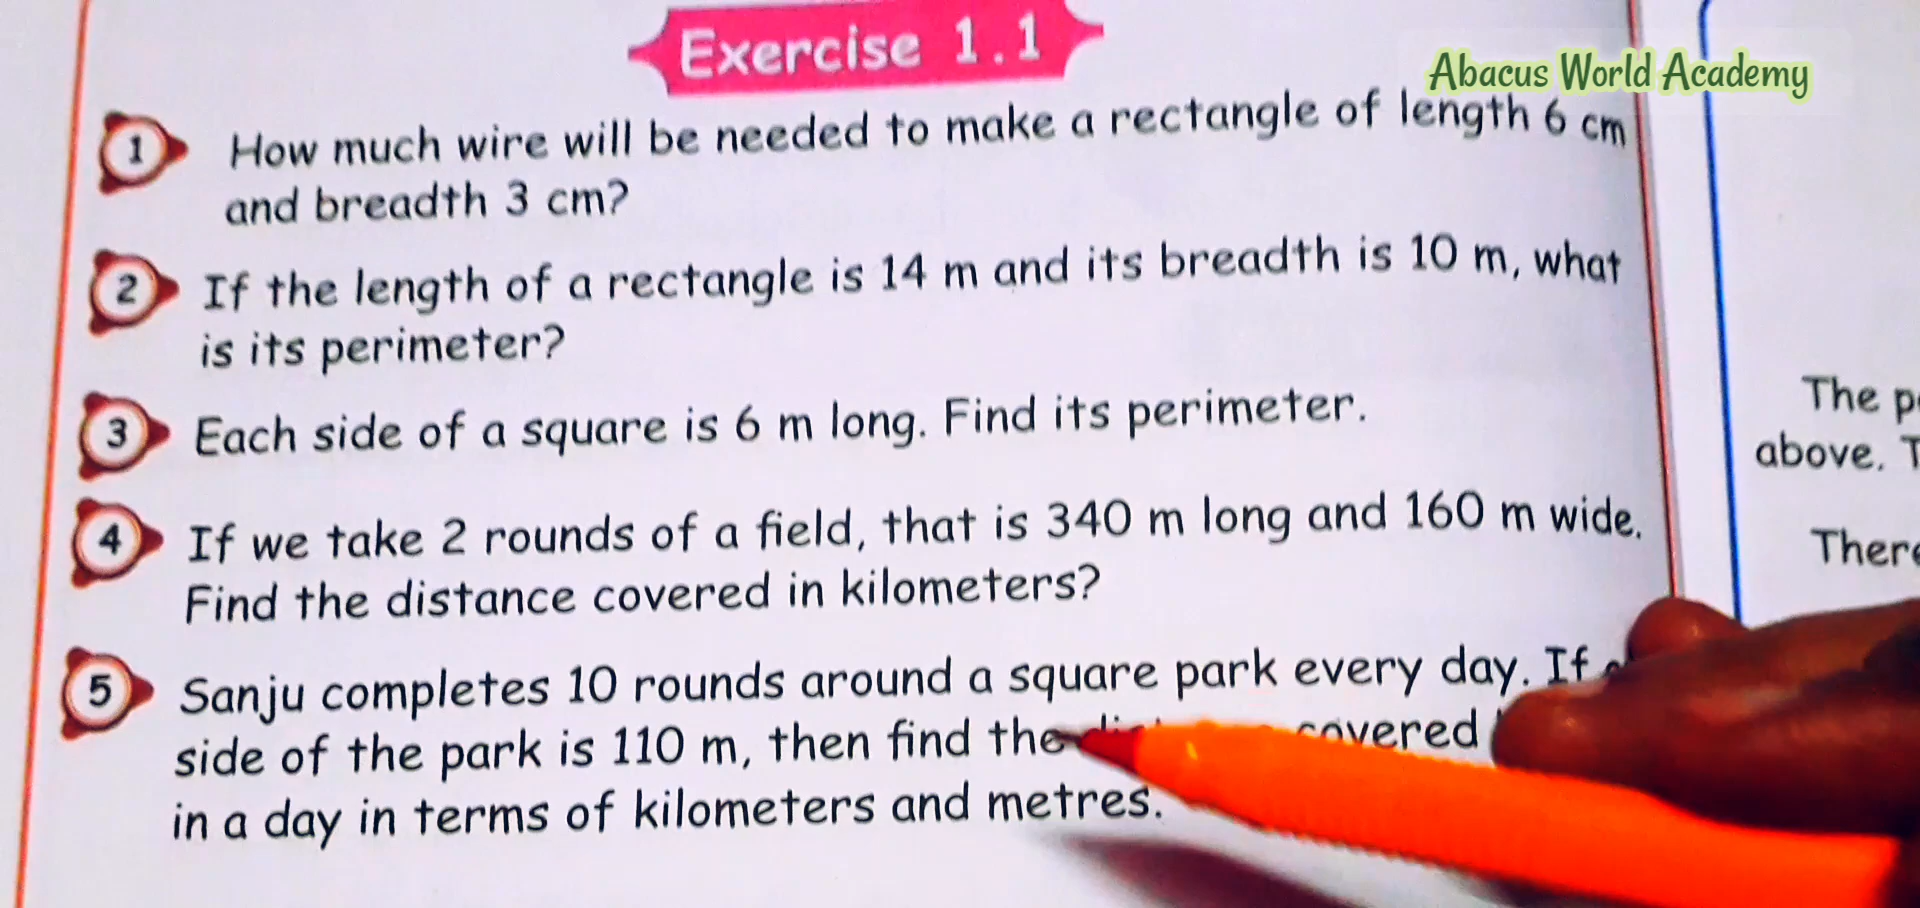 Exercise 1.1
Abacus World Academy
1 How much wire will be needed to make a rectangle of length 6 cm
and breadth 3 cm?
2 If the length of a rectangle is 14 m and its breadth is 10 m, what
is its perimeter?
3 Each side of a square is 6 m long. Find its perimeter.
4 If we take 2 rounds of a field, that is 340 m long and 160 m wide.
Find the distance covered in kilometers?
5 Sanju completes 10 rounds around a square park every day. If
side of the park is 110 m, then find the covered
in a day in terms of kilometers and metres.
The
above.